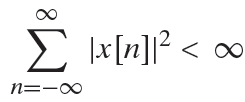 ∞
∑ |x[n]|² < ∞
n=−∞